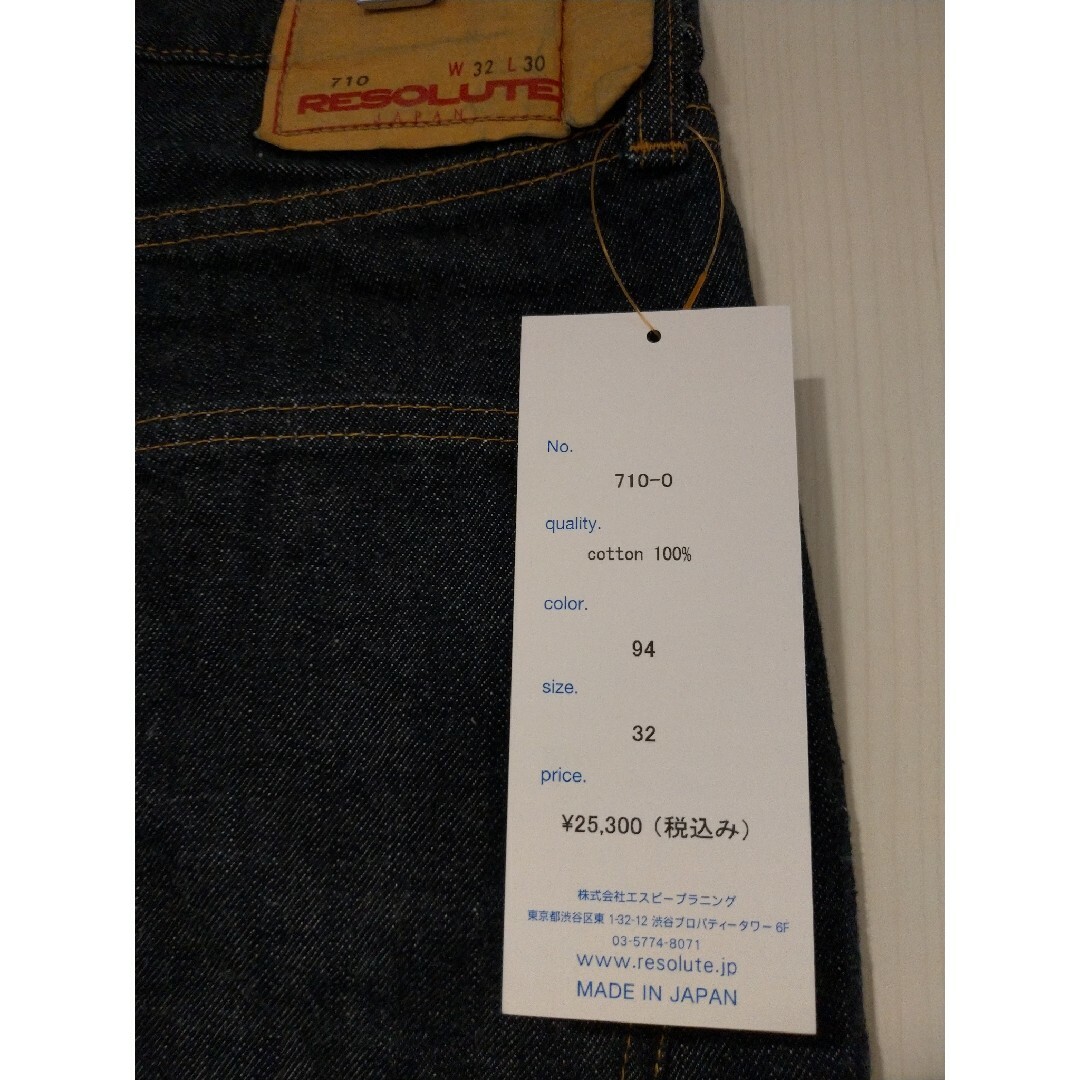 710 W 32 L 30
RESOLUTE
JAPAN
No.
710-0
quality.
cotton 100%
color.
94
size.
32
price.
¥25,300 (税込み)
株式会社エスピープラニング
東京都渋谷区東 1-32-12 渋谷プロパティータワー 6F
03-5774-8071
www.resolute.jp
MADE IN JAPAN